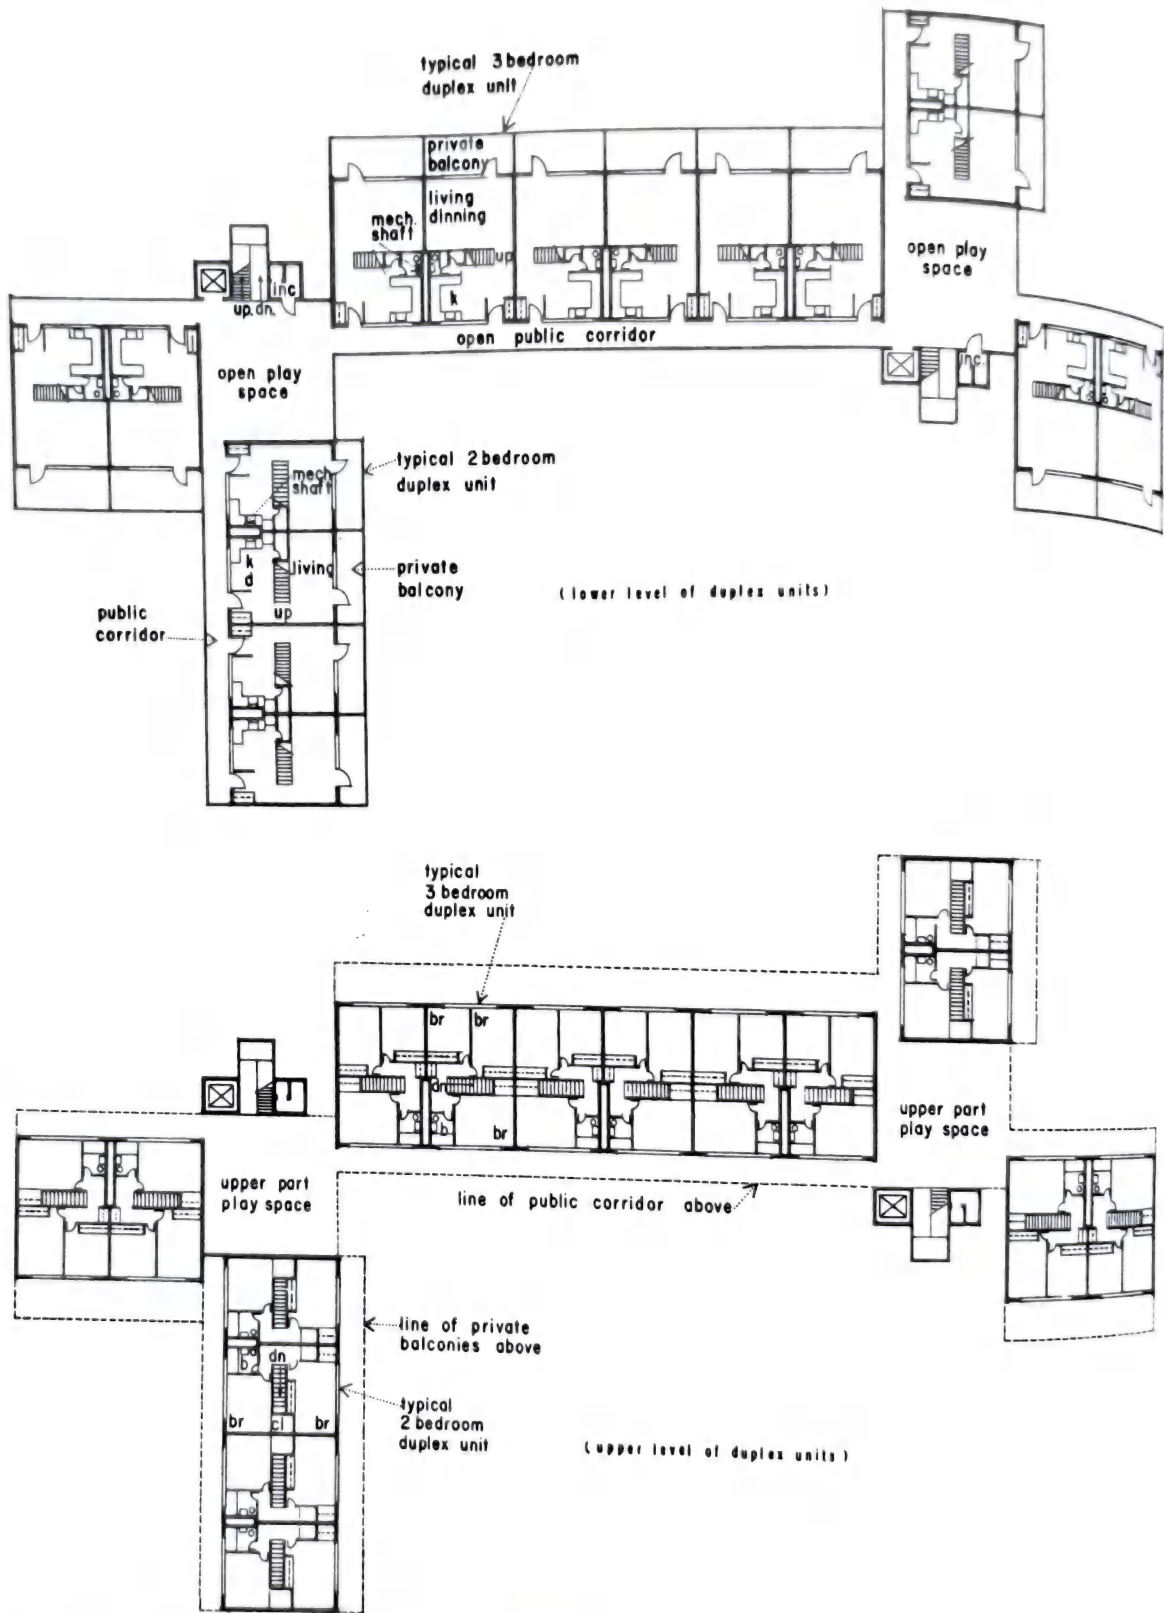 typical 3 bedroom
duplex unit
private
balcony
living
dinning
mech.
shaft
up
k
inc
up. dn.
open public corridor
open play
space
open play
space
inc.
typical 2 bedroom
duplex unit
mech.
shaft
k
d
living
up
private
balcony
public
corridor
(lower level of duplex units)
typical
3 bedroom
duplex unit
br br
dn
b
br
upper part
play space
upper part
play space
line of public corridor above
line of private
balconies above
b
dn
typical
2 bedroom
duplex unit
br cl br
(upper level of duplex units)